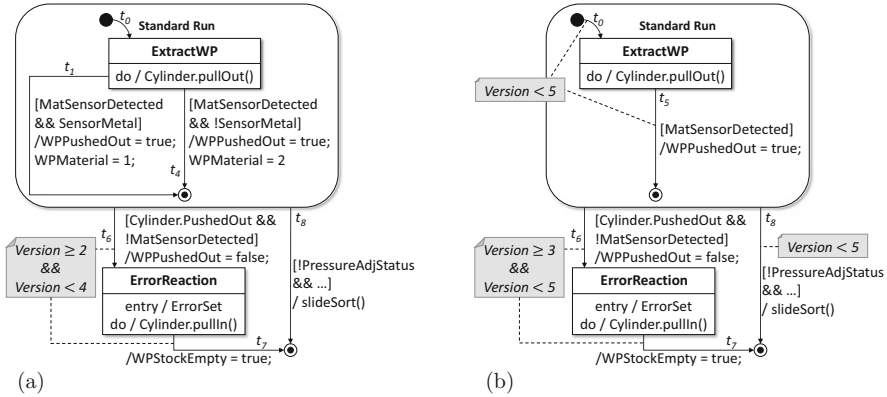 t0
Standard Run
ExtractWP
do / Cylinder.pullOut()
t1
[MatSensorDetected
&& SensorMetal]
/WPPushedOut = true;
WPMaterial = 1;
[MatSensorDetected
&& !SensorMetal]
/WPPushedOut = true;
WPMaterial = 2
t4
t6
[Cylinder.PushedOut &&
!MatSensorDetected]
/WPPushedOut = false;
t8
Version ≥ 2
&&
Version < 4
[!PressureAdjStatus
&& …]
/ slideSort()
ErrorReaction
entry / ErrorSet
do / Cylinder.pullIn()
t7
/WPStockEmpty = true;
(a)
t0
Standard Run
ExtractWP
do / Cylinder.pullOut()
Version < 5
t5
[MatSensorDetected]
/WPPushedOut = true;
t6
[Cylinder.PushedOut &&
!MatSensorDetected]
/WPPushedOut = false;
t8
Version < 5
Version ≥ 3
&&
Version < 5
[!PressureAdjStatus
&& …]
/ slideSort()
ErrorReaction
entry / ErrorSet
do / Cylinder.pullIn()
t7
/WPStockEmpty = true;
(b)